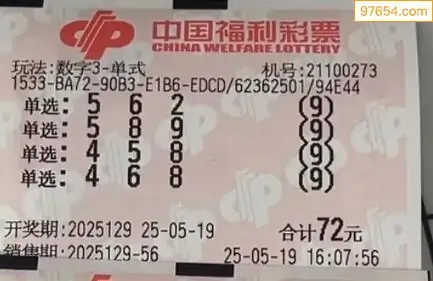 97654.com
中国福利彩票
CHINA WELFARE LOTTERY
玩法:数字3-单式 机号:21100273
1533-BA72-90B3-E1B6-EDCD/62362501/94E44
单选: 5 6 2 (9)
单选: 5 8 9 (9)
单选: 4 5 8 (9)
单选: 4 6 8 (9)
开奖期:2025129 25-05-19 合计72元
销售期:2025129-56 25-05-19 16:07:56